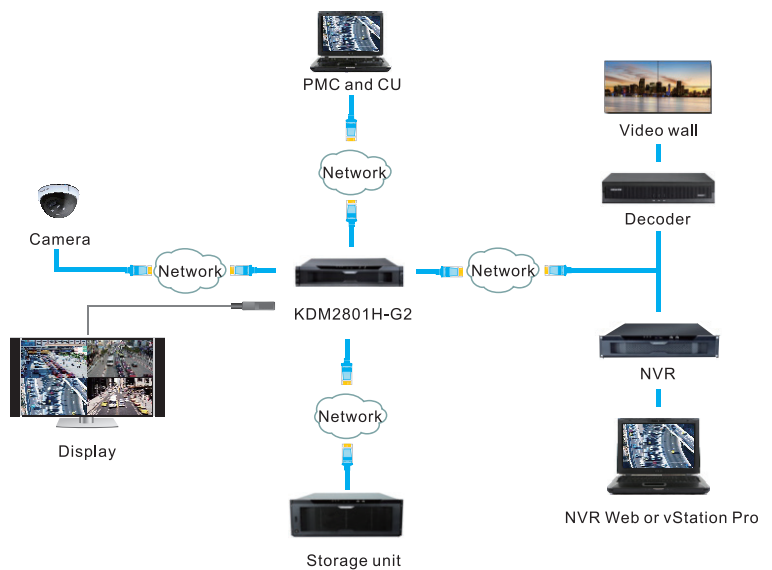 PMC and CU
Video wall
Network
Decoder
Camera
Network
Network
KDM2801H-G2
NVR
Network
Display
NVR Web or vStation Pro
Storage unit